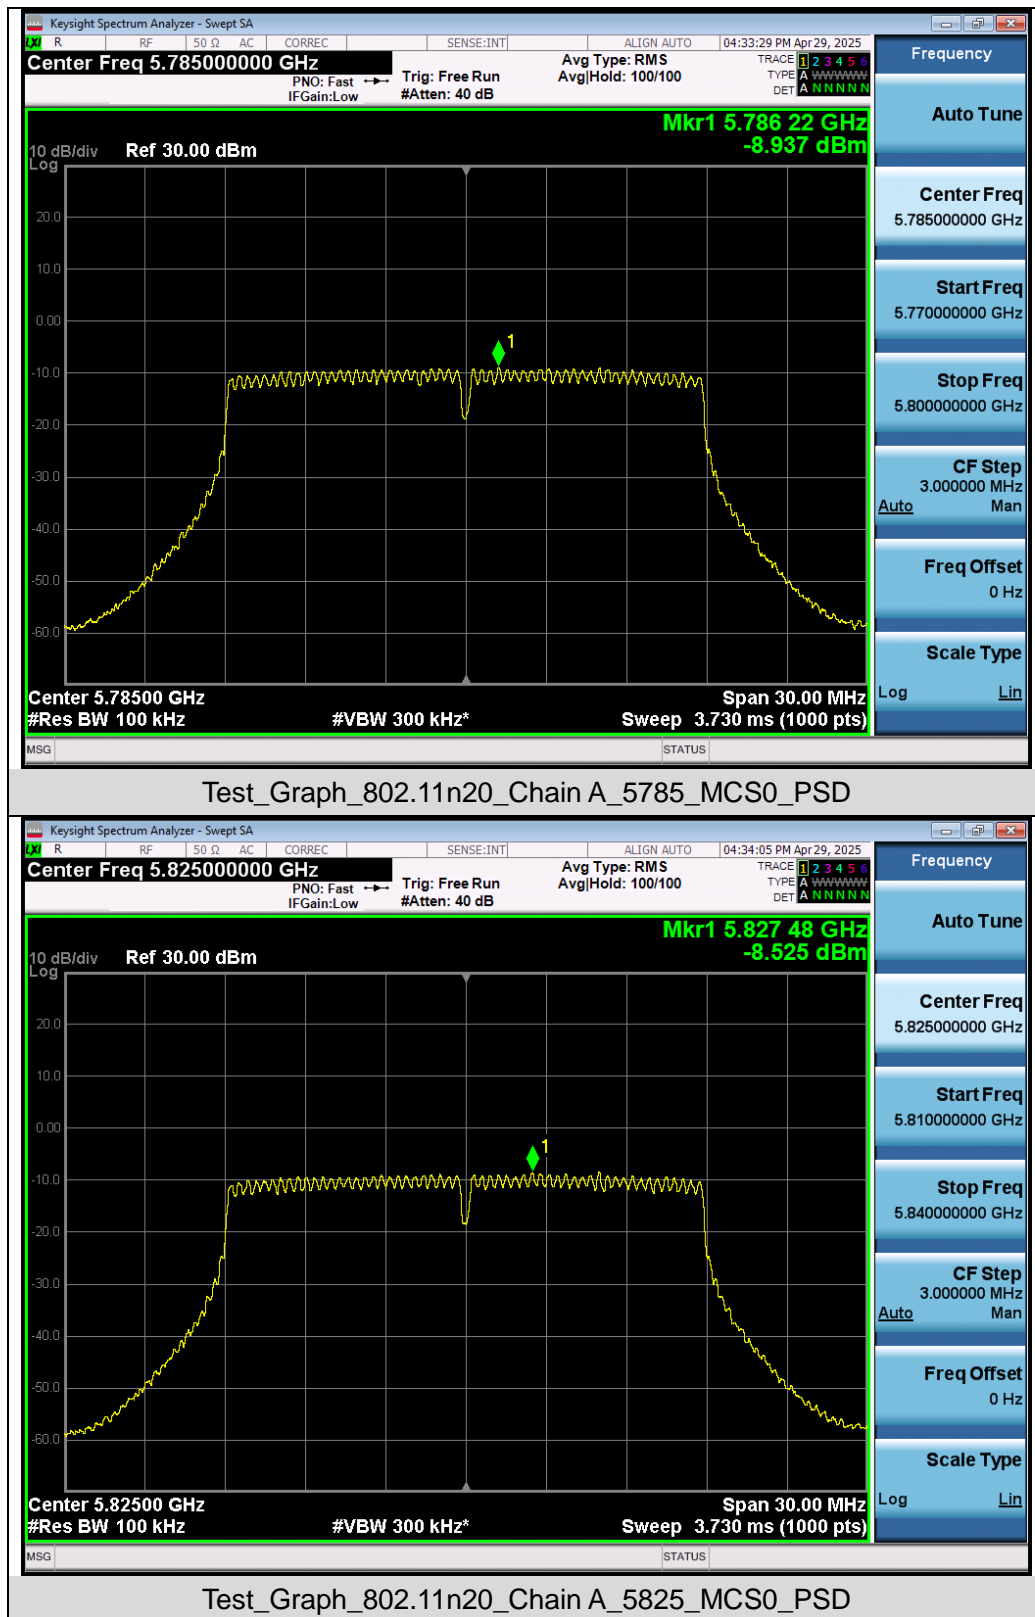 Keysight Spectrum Analyzer - Swept SA
LXI R RF 50 Ω AC CORREC SENSE:INT ALIGN AUTO 04:33:29 PM Apr 29, 2025
Center Freq 5.785000000 GHz
PNO: Fast
IFGain:Low
Trig: Free Run
#Atten: 40 dB
Avg Type: RMS
Avg|Hold: 100/100
TRACE 1 2 3 4 5 6
TYPE A WWWWW
DET A N N N N N
Mkr1 5.786 22 GHz
-8.937 dBm
10 dB/div Ref 30.00 dBm
Log
20.0
10.0
0.00
-10.0
-20.0
-30.0
-40.0
-50.0
-60.0
1
Center 5.78500 GHz Span 30.00 MHz
#Res BW 100 kHz #VBW 300 kHz* Sweep 3.730 ms (1000 pts)
MSG STATUS
Frequency
Auto Tune
Center Freq
5.785000000 GHz
Start Freq
5.770000000 GHz
Stop Freq
5.800000000 GHz
CF Step
3.000000 MHz
Auto Man
Freq Offset
0 Hz
Scale Type
Log Lin
Test_Graph_802.11n20_Chain A_5785_MCS0_PSD
Keysight Spectrum Analyzer - Swept SA
LXI R RF 50 Ω AC CORREC SENSE:INT ALIGN AUTO 04:34:05 PM Apr 29, 2025
Center Freq 5.825000000 GHz
PNO: Fast
IFGain:Low
Trig: Free Run
#Atten: 40 dB
Avg Type: RMS
Avg|Hold: 100/100
TRACE 1 2 3 4 5 6
TYPE A WWWWW
DET A N N N N N
Mkr1 5.827 48 GHz
-8.525 dBm
10 dB/div Ref 30.00 dBm
Log
20.0
10.0
0.00
-10.0
-20.0
-30.0
-40.0
-50.0
-60.0
1
Center 5.82500 GHz Span 30.00 MHz
#Res BW 100 kHz #VBW 300 kHz* Sweep 3.730 ms (1000 pts)
MSG STATUS
Frequency
Auto Tune
Center Freq
5.825000000 GHz
Start Freq
5.810000000 GHz
Stop Freq
5.840000000 GHz
CF Step
3.000000 MHz
Auto Man
Freq Offset
0 Hz
Scale Type
Log Lin
Test_Graph_802.11n20_Chain A_5825_MCS0_PSD